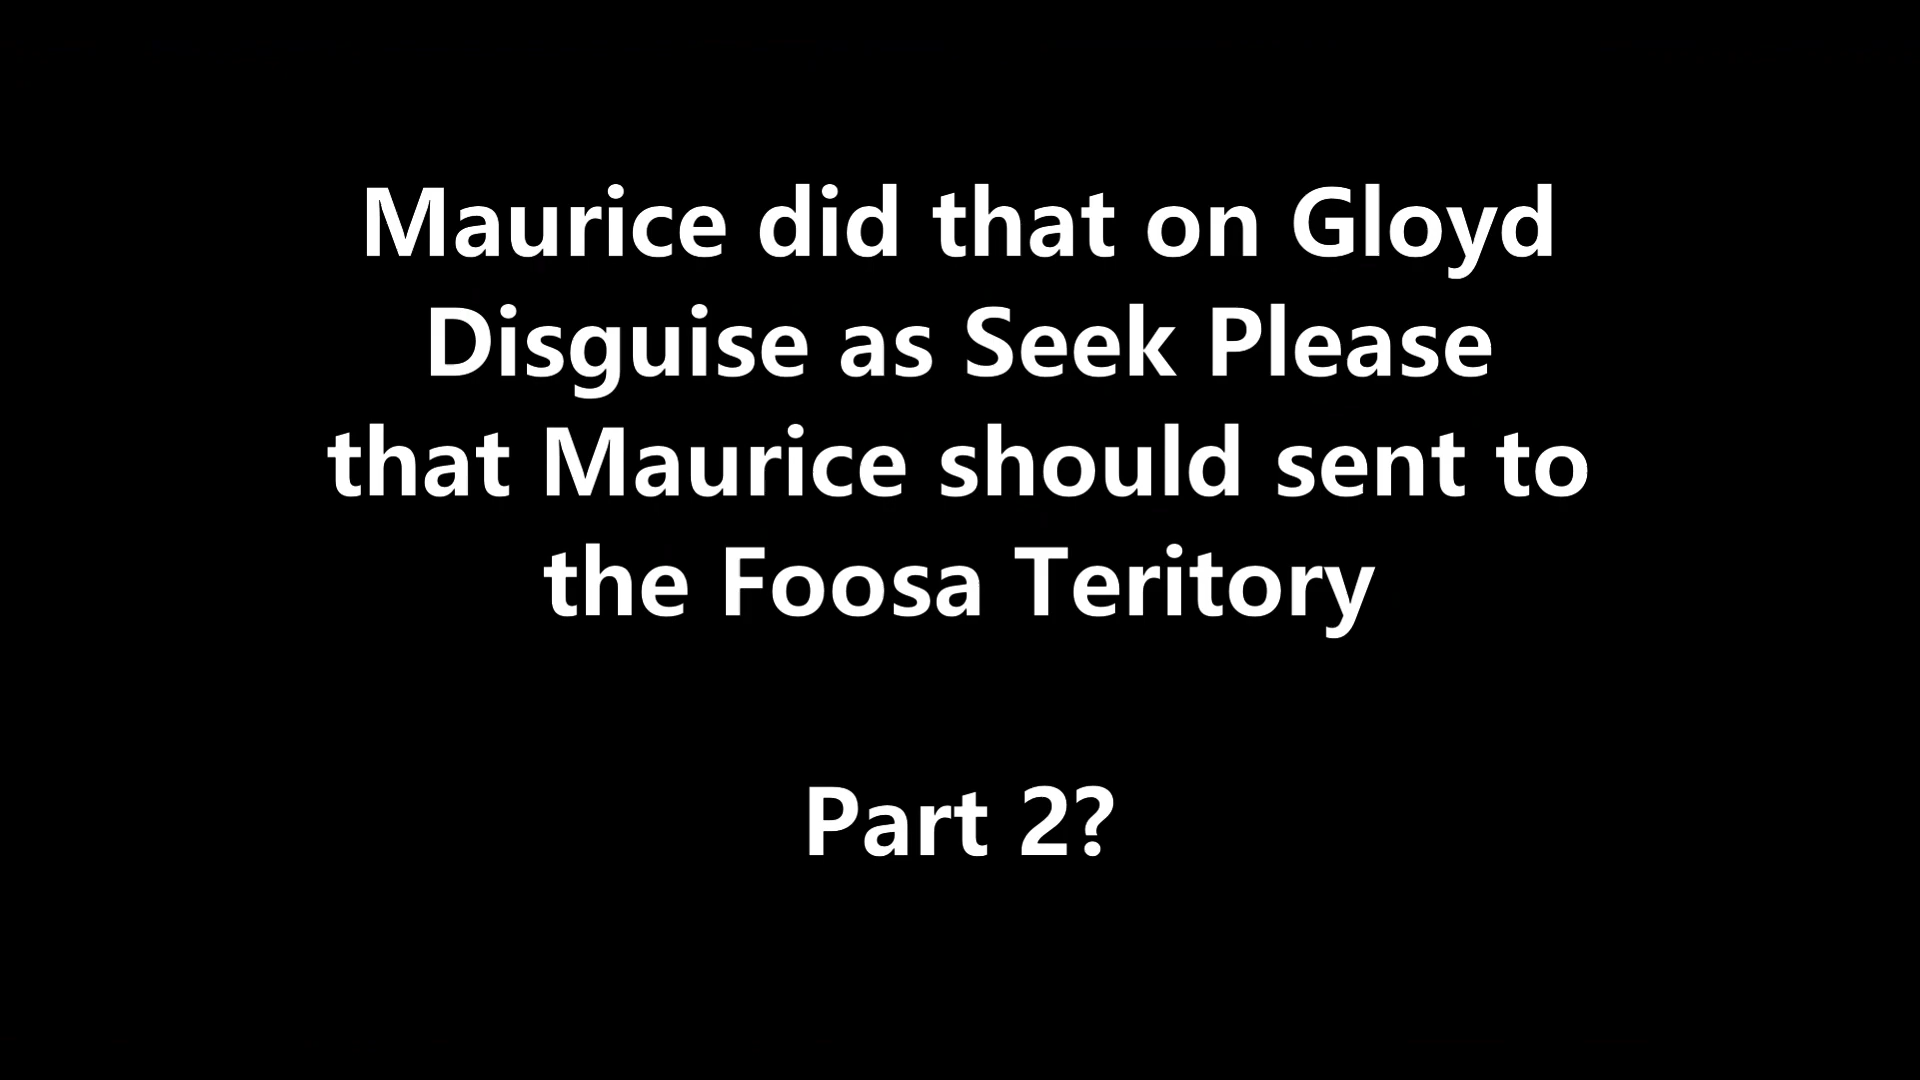 Maurice did that on Gloyd
Disguise as Seek Please
that Maurice should sent to
the Foosa Teritory
Part 2?